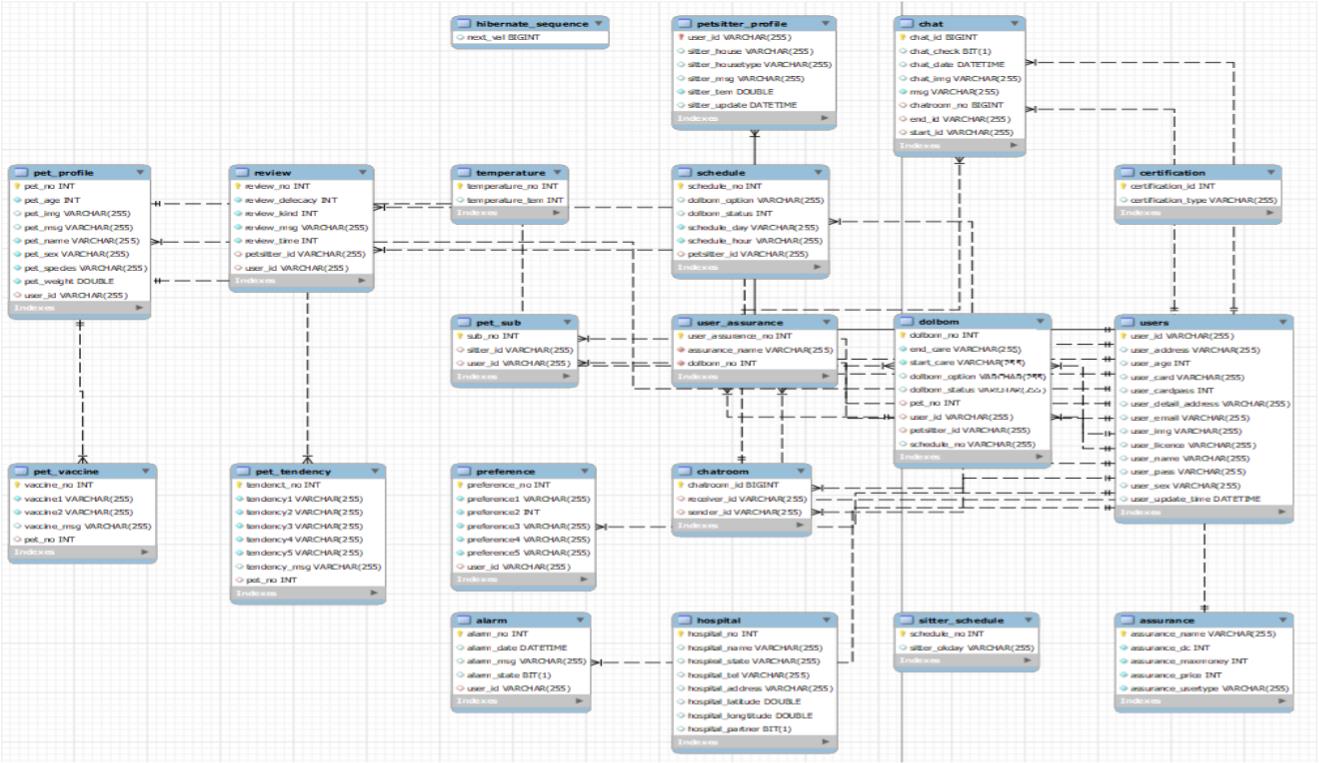 hibernate_sequence
next_val BIGINT
petsitter_profile
user_id VARCHAR(255)
sitter_house VARCHAR(255)
sitter_housetype VARCHAR(255)
sitter_msg VARCHAR(255)
sitter_tem DOUBLE
sitter_update DATETIME
Indexes
chat
chat_id BIGINT
chat_check BIT(1)
chat_date DATETIME
chat_img VARCHAR(255)
msg VARCHAR(255)
chatroom_no BIGINT
end_id VARCHAR(255)
start_id VARCHAR(255)
Indexes
pet_profile
pet_no INT
pet_age INT
pet_img VARCHAR(255)
pet_msg VARCHAR(255)
pet_name VARCHAR(255)
pet_sex VARCHAR(255)
pet_species VARCHAR(255)
pet_weight DOUBLE
user_id VARCHAR(255)
Indexes
review
review_no INT
review_delecacy INT
review_kind INT
review_msg VARCHAR(255)
review_time INT
petsitter_id VARCHAR(255)
user_id VARCHAR(255)
Indexes
temperature
temperature_no INT
temperature_tem INT
Indexes
schedule
schedule_no INT
dolbom_option VARCHAR(255)
dolbom_status INT
schedule_day VARCHAR(255)
schedule_hour VARCHAR(255)
petsitter_id VARCHAR(255)
Indexes
certification
certification_id INT
certification_type VARCHAR(255)
Indexes
pet_sub
sub_no INT
sitter_id VARCHAR(255)
user_id VARCHAR(255)
Indexes
user_assurance
user_assurance_no INT
assurance_name VARCHAR(255)
dolbom_no INT
Indexes
dolbom
dolbom_no INT
end_care VARCHAR(255)
start_care VARCHAR(255)
dolbom_option VARCHAR(255)
dolbom_status VARCHAR(255)
pet_no INT
user_id VARCHAR(255)
petsitter_id VARCHAR(255)
schedule_no VARCHAR(255)
Indexes
users
user_id VARCHAR(255)
user_address VARCHAR(255)
user_age INT
user_card VARCHAR(255)
user_cardpass INT
user_detail_address VARCHAR(255)
user_email VARCHAR(255)
user_img VARCHAR(255)
user_licence VARCHAR(255)
user_name VARCHAR(255)
user_pass VARCHAR(255)
user_sex VARCHAR(255)
user_update_time DATETIME
Indexes
pet_vaccine
vaccine_no INT
vaccine1 VARCHAR(255)
vaccine2 VARCHAR(255)
vaccine_msg VARCHAR(255)
pet_no INT
Indexes
pet_tendency
tendenct_no INT
tendency1 VARCHAR(255)
tendency2 VARCHAR(255)
tendency3 VARCHAR(255)
tendency4 VARCHAR(255)
tendency5 VARCHAR(255)
tendency_msg VARCHAR(255)
pet_no INT
Indexes
preference
preference_no INT
preference1 VARCHAR(255)
preference2 INT
preference3 VARCHAR(255)
preference4 VARCHAR(255)
preference5 VARCHAR(255)
user_id VARCHAR(255)
Indexes
chatroom
chatroom_id BIGINT
receiver_id VARCHAR(255)
sender_id VARCHAR(255)
Indexes
alarm
alarm_no INT
alarm_date DATETIME
alarm_msg VARCHAR(255)
alarm_state BIT(1)
user_id VARCHAR(255)
Indexes
hospital
hospital_no INT
hospital_name VARCHAR(255)
hospital_state VARCHAR(255)
hospital_tel VARCHAR(255)
hospital_address VARCHAR(255)
hospital_latitude DOUBLE
hospital_longtitude DOUBLE
hospital_partner BIT(1)
Indexes
sitter_schedule
schedule_no INT
sitter_okday VARCHAR(255)
Indexes
assurance
assurance_name VARCHAR(255)
assurance_dc INT
assurance_maxmoney INT
assurance_price INT
assurance_usertype VARCHAR(255)
Indexes